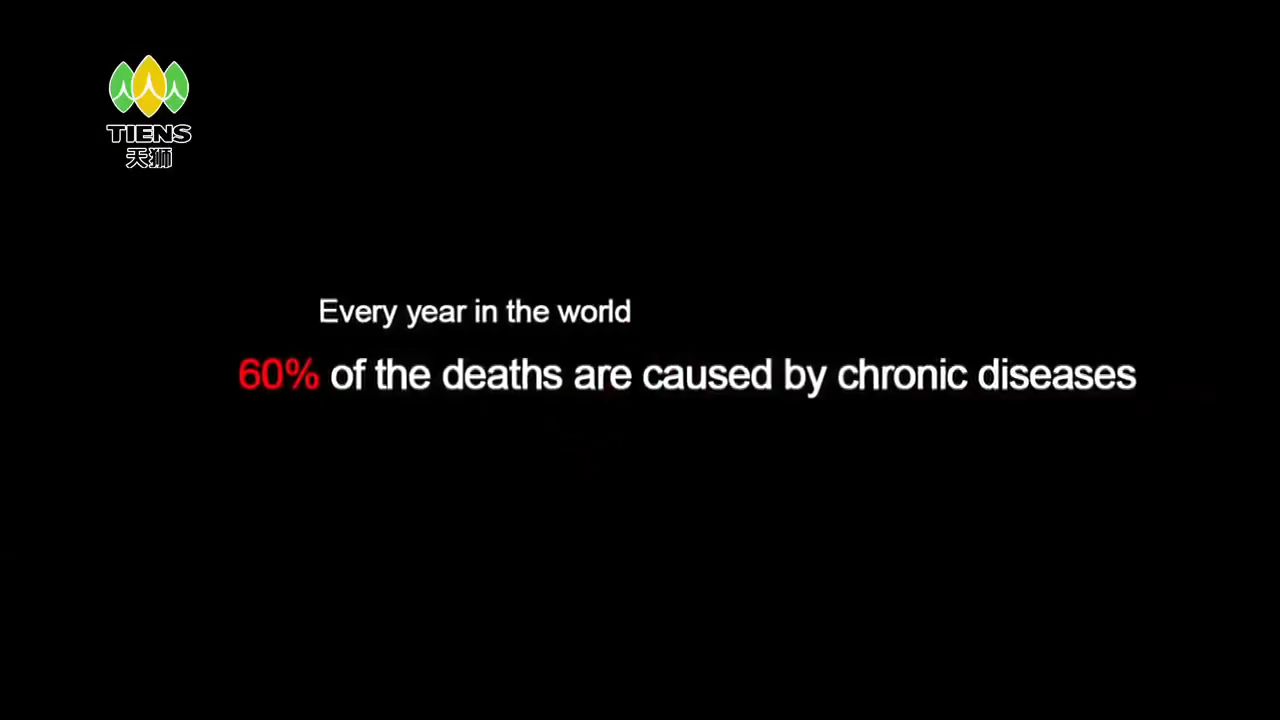 TIENS
天狮
Every year in the world
60% of the deaths are caused by chronic diseases